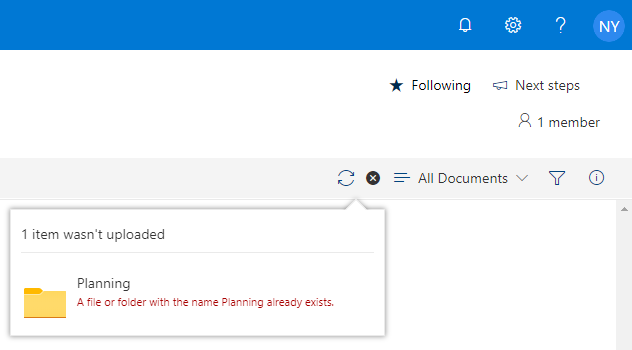 NY
Following
Next steps
1 member
All Documents
1 item wasn't uploaded
Planning
A file or folder with the name Planning already exists.